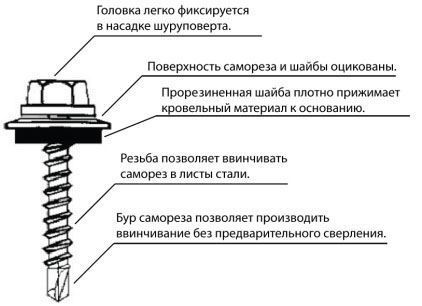 Головка легко фиксируется
в насадке шуруповерта.
Поверхность самореза и шайбы оцикованы.
Прорезиненная шайба плотно прижимает
кровельный материал к основанию.
Резьба позволяет ввинчивать
саморез в листы стали.
Бур самореза позволяет производить
ввинчивание без предварительного сверления.